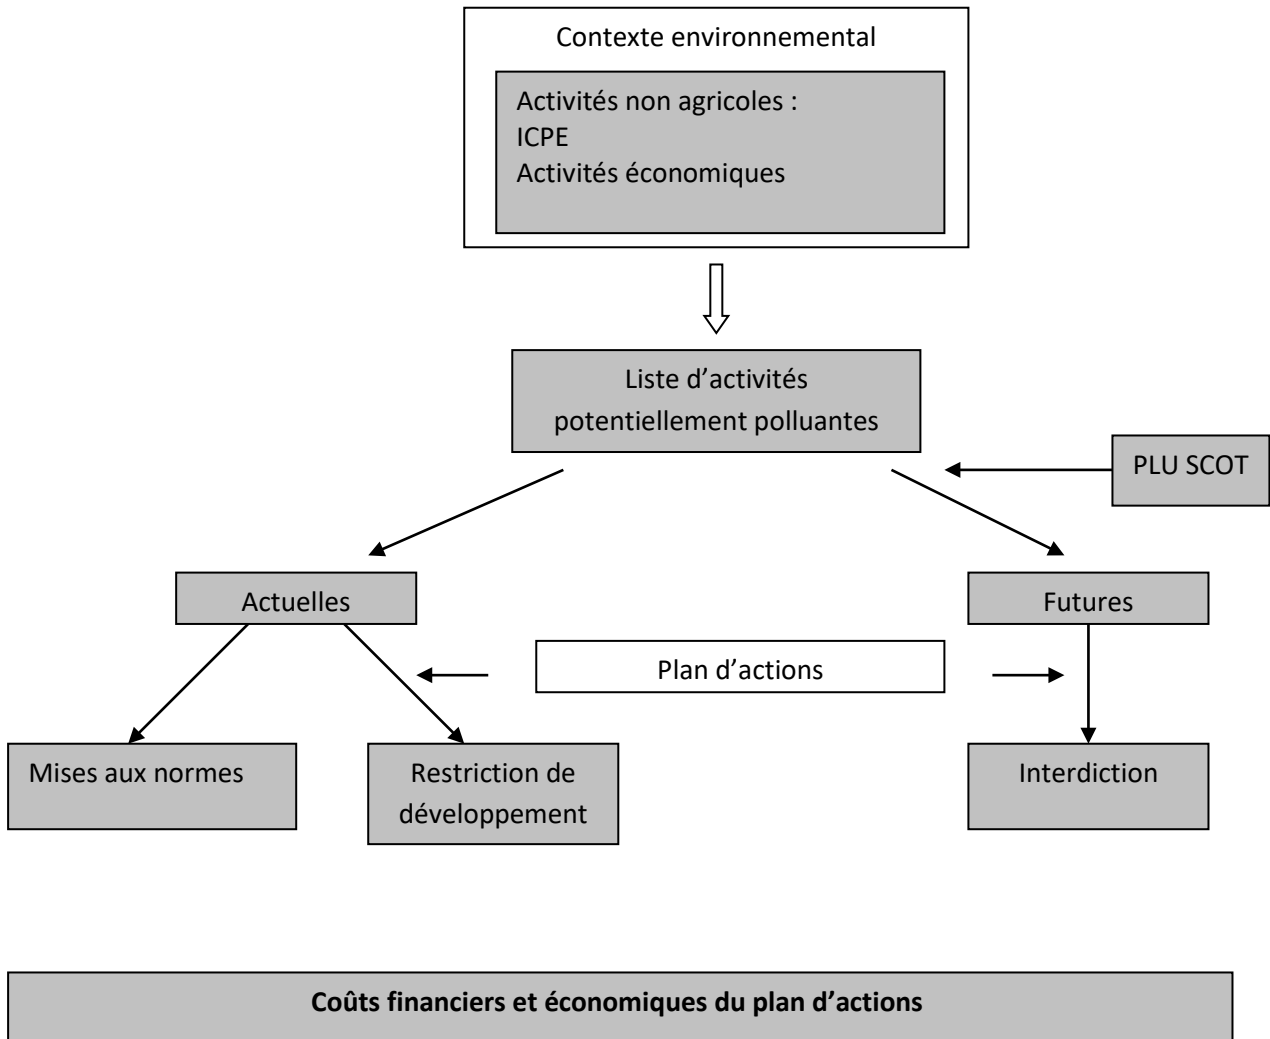 Contexte environnemental
Activités non agricoles :
ICPE
Activités économiques
Liste d’activités
potentiellement polluantes
PLU SCOT
Actuelles
Futures
Plan d’actions
Mises aux normes
Restriction de
développement
Interdiction
Coûts financiers et économiques du plan d’actions